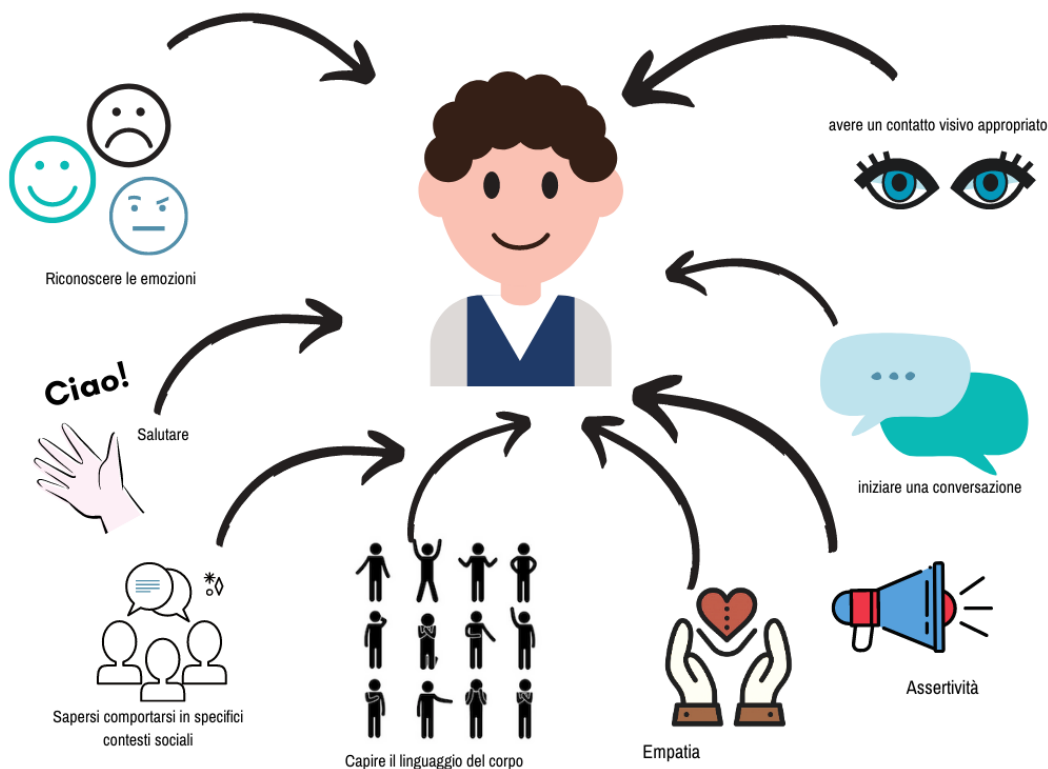 avere un contatto visivo appropriato
Riconoscere le emozioni
Ciao!
Salutare
iniziare una conversazione
Sapersi comportarsi in specifici
contesti sociali
Capire il linguaggio del corpo
Empatia
Assertività